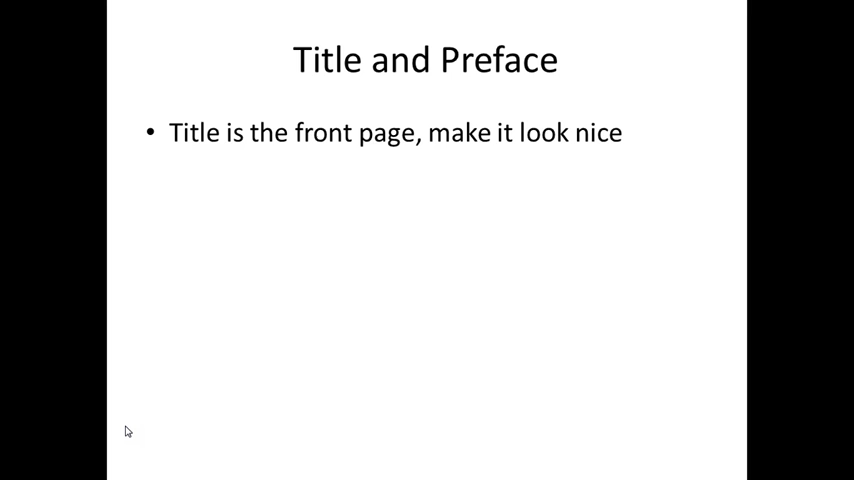 Title and Preface
• Title is the front page, make it look nice